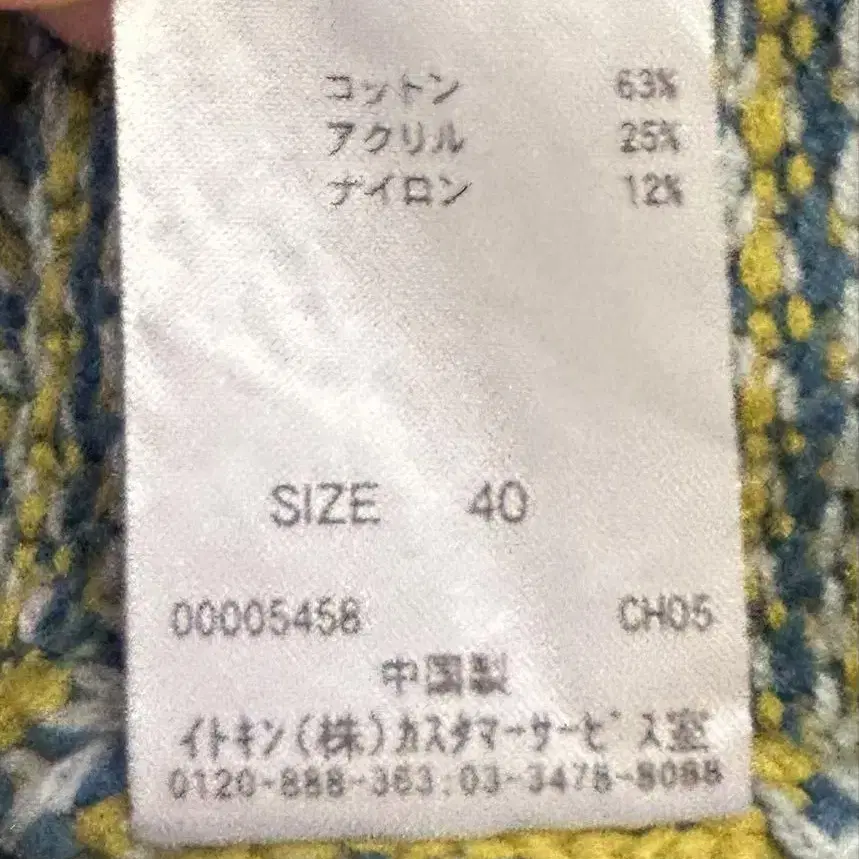 コットン 63%
アクリル 25%
ナイロン 12%
SIZE 40
00005458 CH05
中国製
イトキン(株)カスタマーサービス室
0120-888-363:03-3478-8088